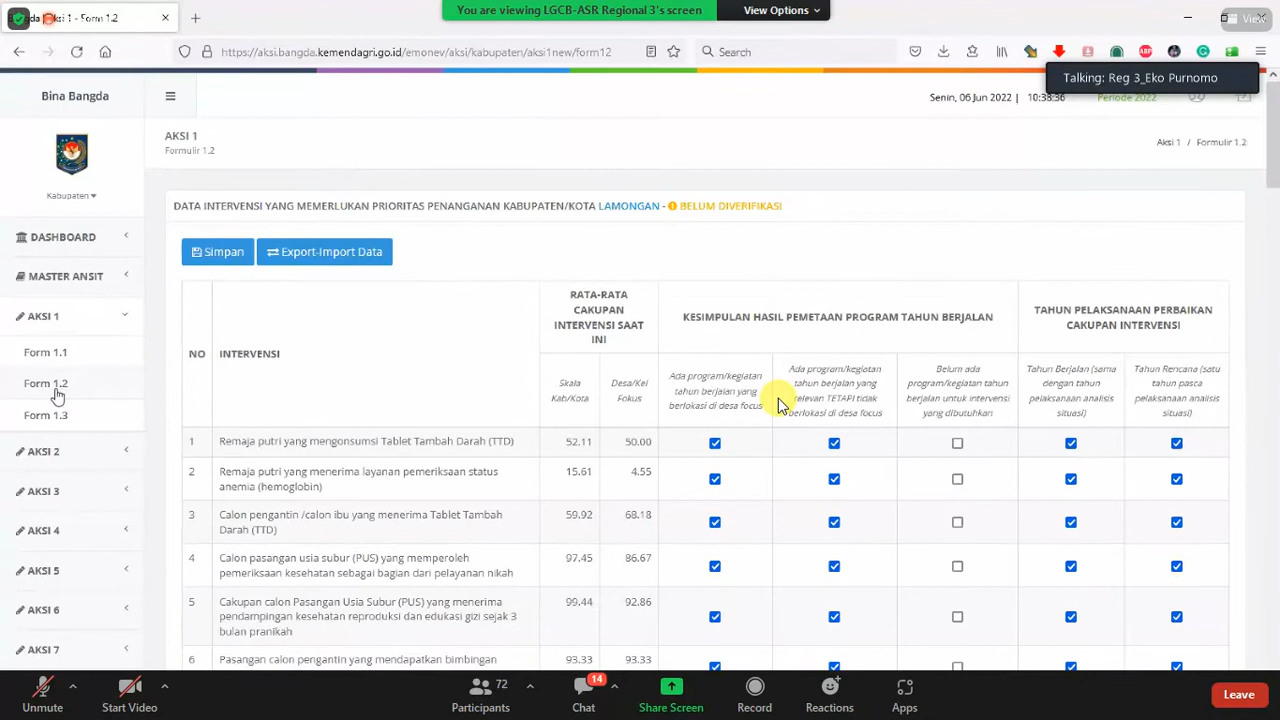 You are viewing LGCB-ASR Regional 3's screen
View Options
View
Aksi 1 - Form 1.2
https://aksi.bangda.kemendagri.go.id/emonev/aksi/kabupaten/aksi1new/form12
Search
Talking: Reg 3_Eko Purnomo
Bina Bangda
Senin, 06 Jun 2022 | 10:38:36
Periode 2022
AKSI 1
Formulir 1.2
Aksi 1 / Formulir 1.2
Kabupaten
DASHBOARD
MASTER ANSIT
AKSI 1
Form 1.1
Form 1.2
Form 1.3
AKSI 2
AKSI 3
AKSI 4
AKSI 5
AKSI 6
AKSI 7
DATA INTERVENSI YANG MEMERLUKAN PRIORITAS PENANGANAN KABUPATEN/KOTA LAMONGAN - BELUM DIVERIFIKASI
Simpan
Export-Import Data
NO
INTERVENSI
RATA-RATA
CAKUPAN
INTERVENSI SAAT
INI
KESIMPULAN HASIL PEMETAAN PROGRAM TAHUN BERJALAN
TAHUN PELAKSANAAN PERBAIKAN
CAKUPAN INTERVENSI
Skala
Kab/Kota
Desa/Kel
Fokus
Ada program/kegiatan
tahun berjalan yang
berlokasi di desa focus
Ada program/kegiatan
tahun berjalan yang
relevan TETAPI tidak
berlokasi di desa focus
Belum ada
program/kegiatan tahun
berjalan untuk intervensi
yang dibutuhkan
Tahun Berjalan (sama
dengan tahun
pelaksanaan analisis
situasi)
Tahun Rencana (satu
tahun pasca
pelaksanaan analisis
situasi)
1 Remaja putri yang mengonsumsi Tablet Tambah Darah (TTD) 52.11 50.00
2 Remaja putri yang menerima layanan pemeriksaan status 15.61 4.55
anemia (hemoglobin)
3 Calon pengantin /calon ibu yang menerima Tablet Tambah 59.92 68.18
Darah (TTD)
4 Calon pasangan usia subur (PUS) yang memperoleh 97.45 86.67
pemeriksaan kesehatan sebagai bagian dari pelayanan nikah
5 Cakupan calon Pasangan Usia Subur (PUS) yang menerima 99.44 92.86
pendampingan kesehatan reproduksi dan edukasi gizi sejak 3
bulan pranikah
6 Pasangan calon pengantin yang mendapatkan bimbingan 93.33 93.33
Unmute
Start Video
72
Participants
14
Chat
Share Screen
Record
Reactions
Apps
Leave